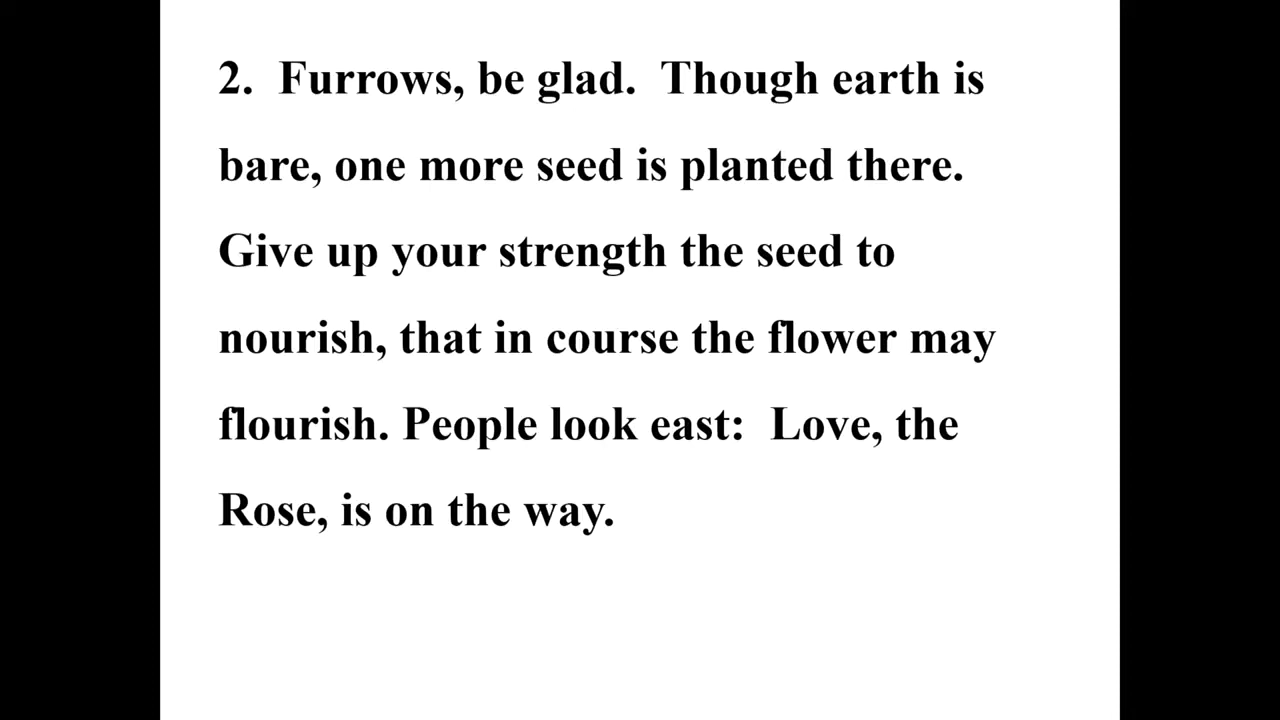 2.  Furrows, be glad.  Though earth is
bare, one more seed is planted there.
Give up your strength the seed to
nourish, that in course the flower may
flourish. People look east:  Love, the
Rose, is on the way.